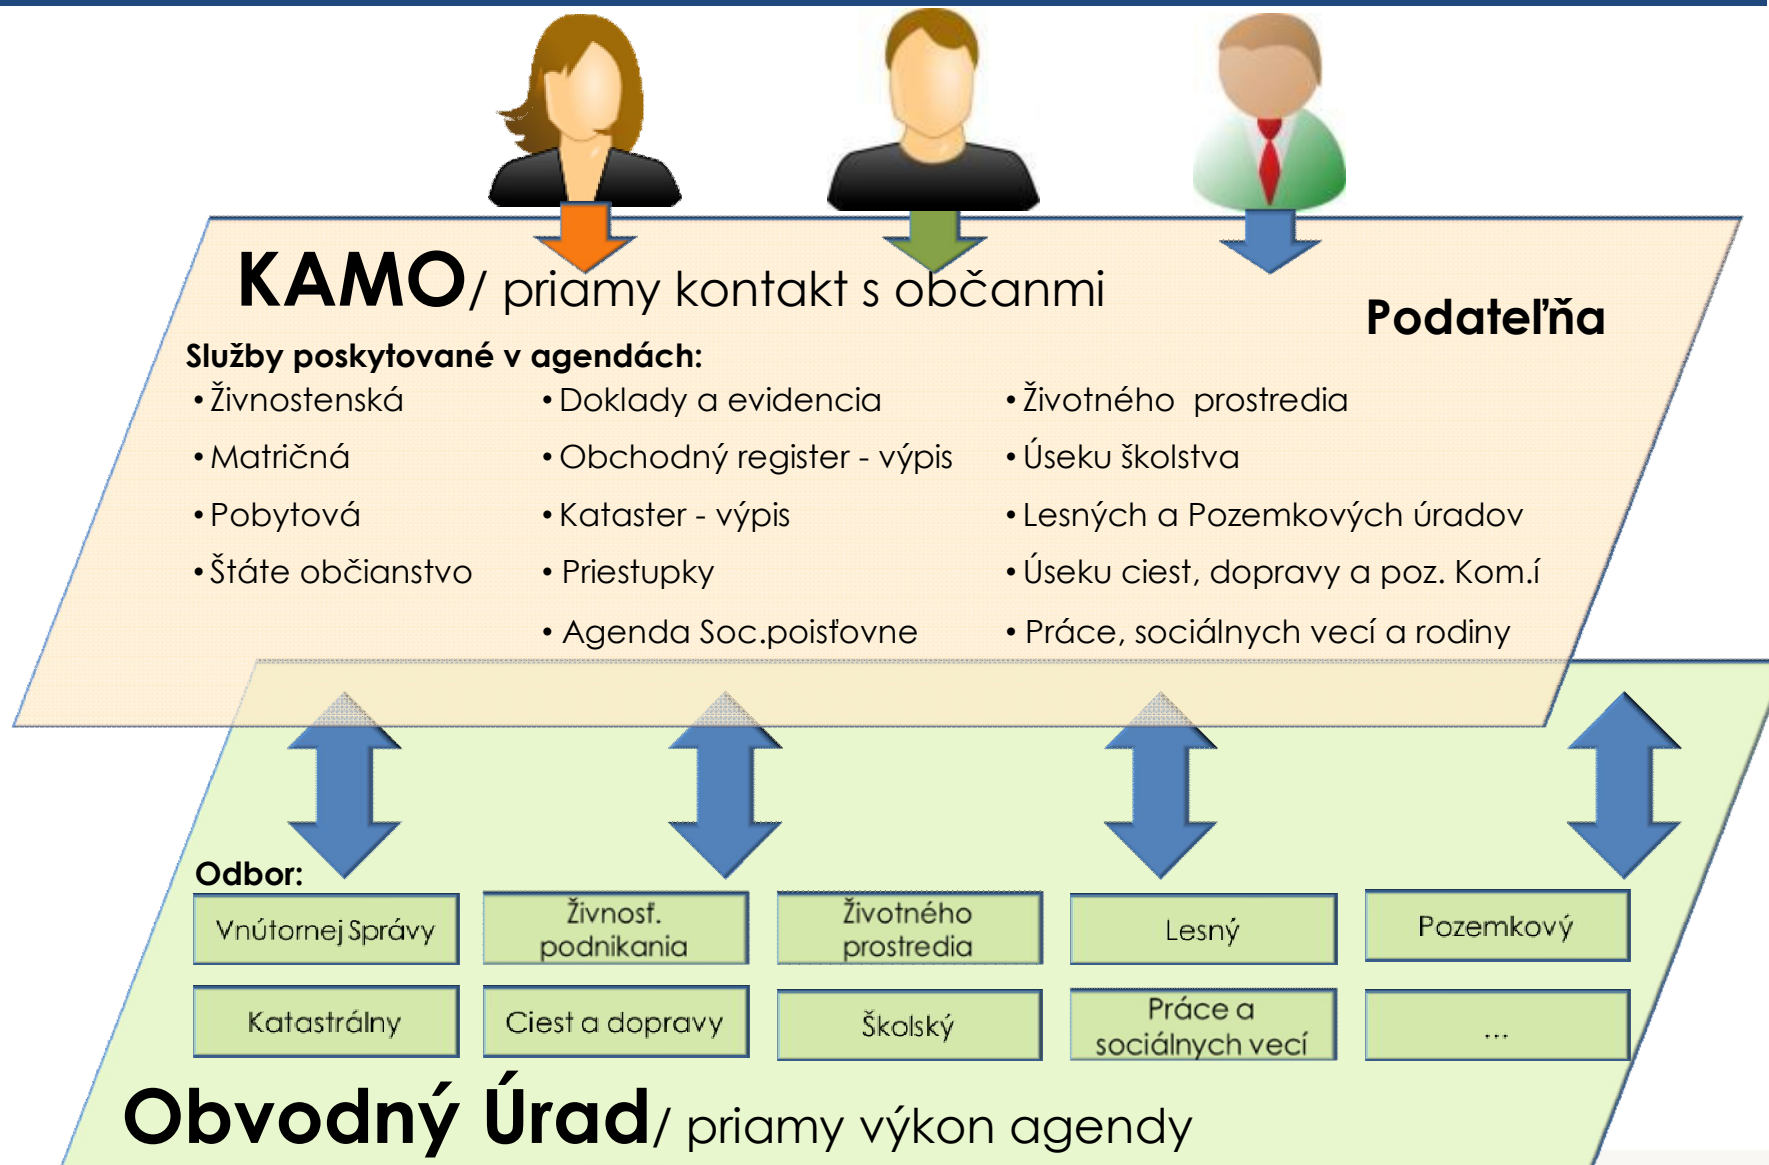 KAMO/ priamy kontakt s občanmi
Podateľňa
Služby poskytované v agendách:
• Živnostenská
• Matričná
• Pobytová
• Štáte občianstvo
• Doklady a evidencia
• Obchodný register - výpis
• Kataster - výpis
• Priestupky
• Agenda Soc.poisťovne
• Životného prostredia
• Úseku školstva
• Lesných a Pozemkových úradov
• Úseku ciest, dopravy a poz. Kom.í
• Práce, sociálnych vecí a rodiny
Odbor:
Vnútornej Správy
Živnosť.
podnikania
Životného
prostredia
Lesný
Pozemkový
Katastrálny
Ciest a dopravy
Školský
Práce a
sociálnych vecí
...
Obvodný Úrad/ priamy výkon agendy